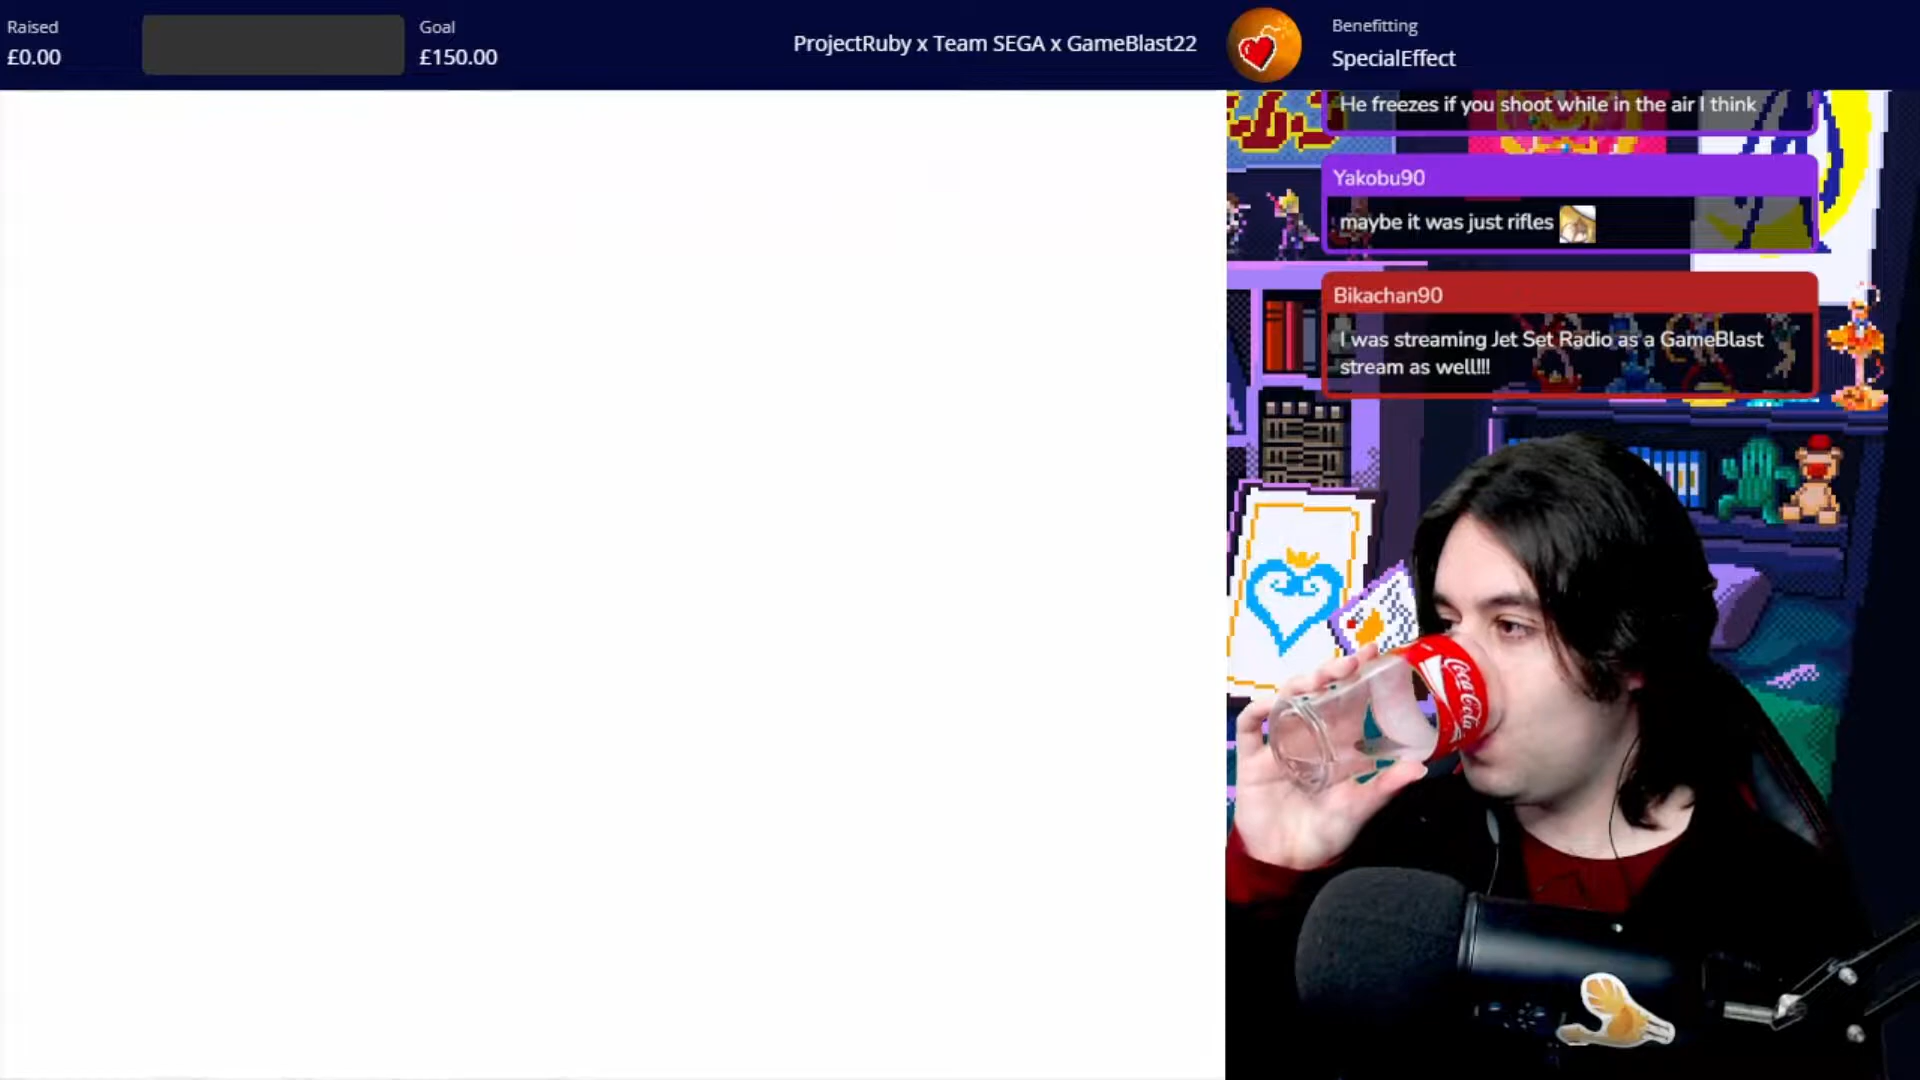 Raised
£0.00
Goal
£150.00
ProjectRuby x Team SEGA x GameBlast22
Benefitting
SpecialEffect
He freezes if you shoot while in the air I think
Yakobu90
maybe it was just rifles
Bikachan90
I was streaming Jet Set Radio as a GameBlast
stream as well!!!
Coca-Cola